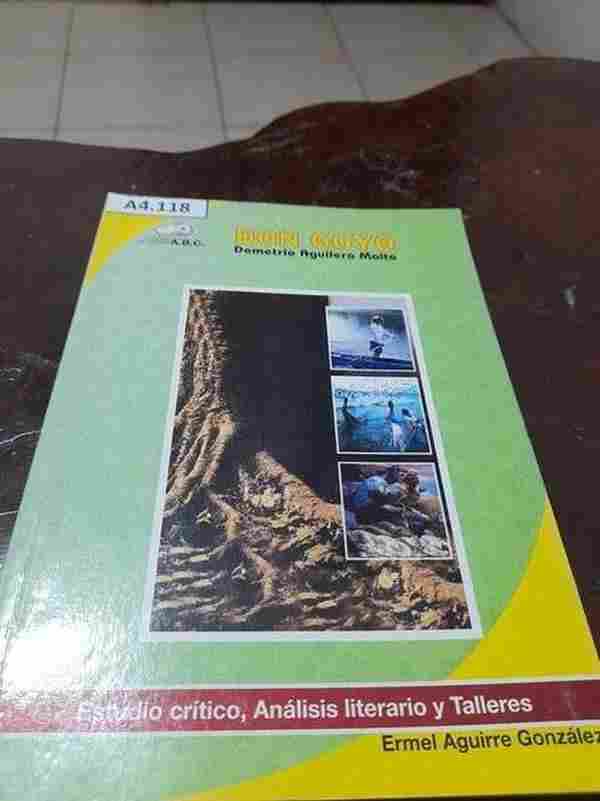 A4.118
A.B.C.
DON GOYO
Demetrio Aguilera Malta
Estudio crítico, Análisis literario y Talleres
Ermel Aguirre González